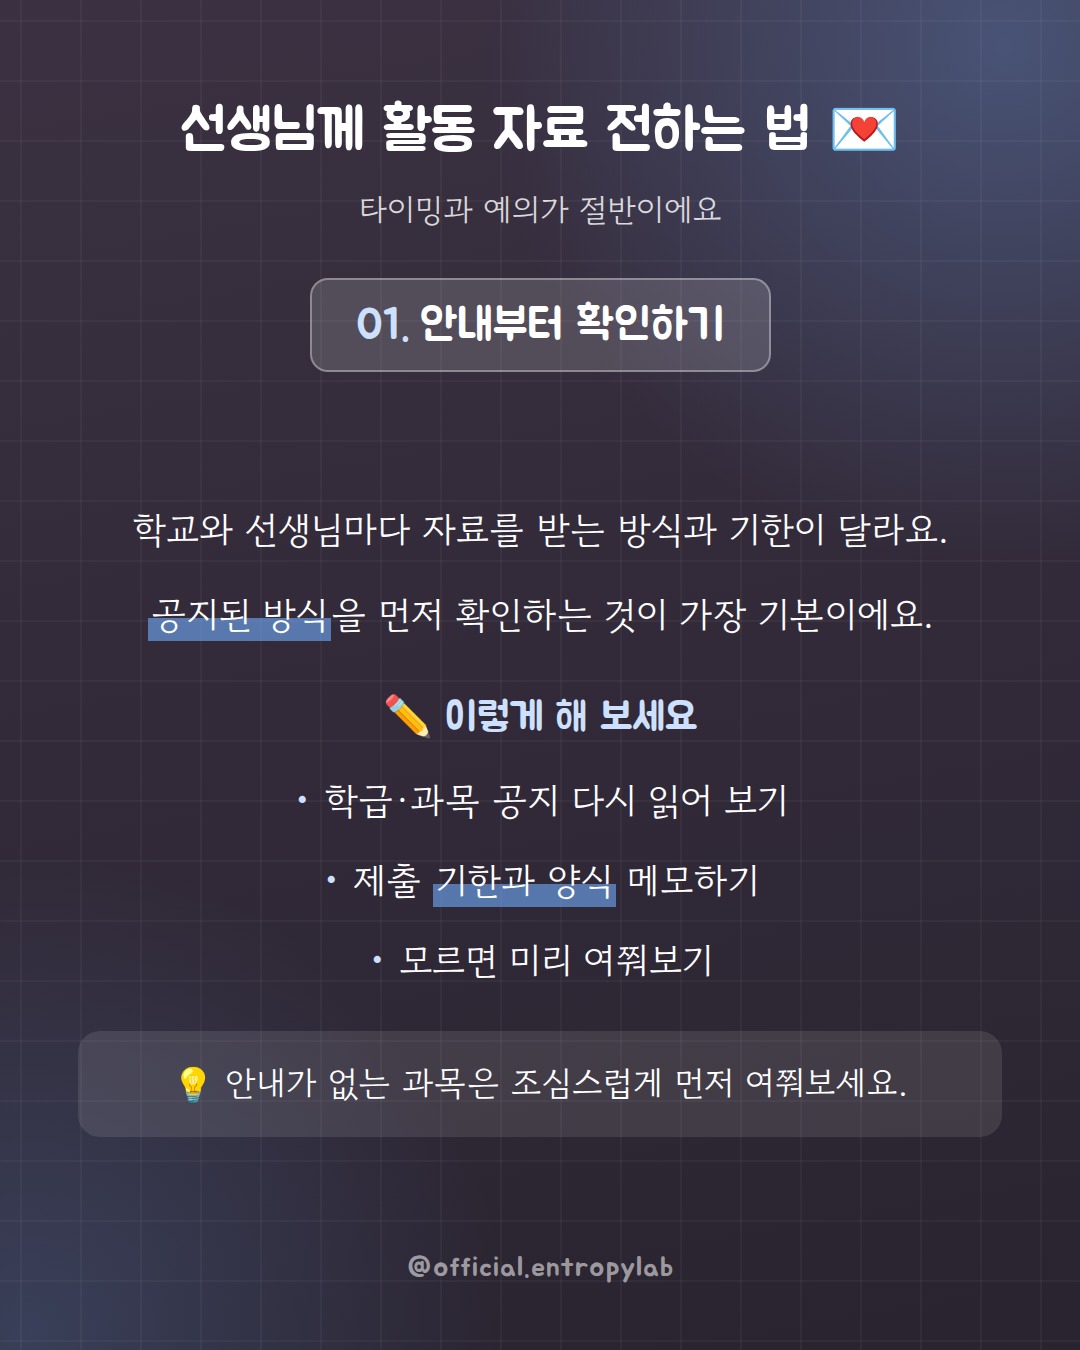 선생님께 활동 자료 전하는 법 💌
타이밍과 예의가 절반이에요
01. 안내부터 확인하기
학교와 선생님마다 자료를 받는 방식과 기한이 달라요.
공지된 방식을 먼저 확인하는 것이 가장 기본이에요.
✏️ 이렇게 해 보세요
• 학급·과목 공지 다시 읽어 보기
• 제출 기한과 양식 메모하기
• 모르면 미리 여쭤보기
💡 안내가 없는 과목은 조심스럽게 먼저 여쭤보세요.
@official.entropylab